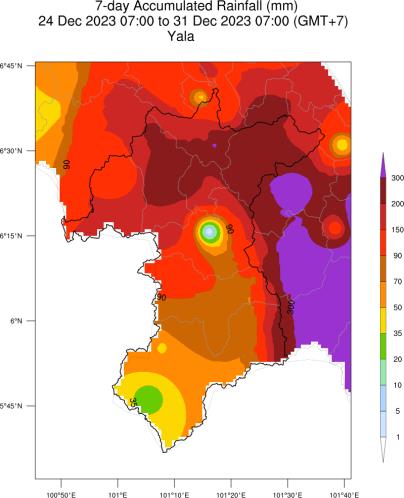 7-day Accumulated Rainfall (mm)
24 Dec 2023 07:00 to 31 Dec 2023 07:00 (GMT+7)
Yala
6°45'N
6°30'N
6°15'N
6°N
5°45'N
90
90
90
300
35
300
200
150
90
70
50
35
20
10
5
1
100°50'E
101°E
101°10'E
101°20'E
101°30'E
101°40'E